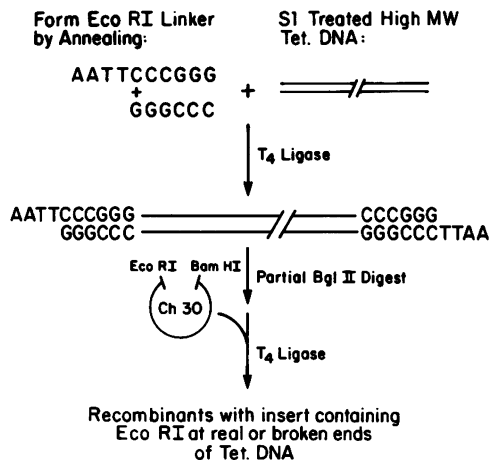 Form Eco RI Linker
by Annealing:
S1 Treated High MW
Tet. DNA:
AATTCCCGGG
+
GGGCCC
+
T4 Ligase
AATTCCCGGG
GGGCCC
CCCGGG
GGGCCCTTAA
Eco RI
Bam HI
Partial Bgl II Digest
Ch 30
T4 Ligase
Recombinants with insert containing
Eco RI at real or broken ends
of Tet. DNA